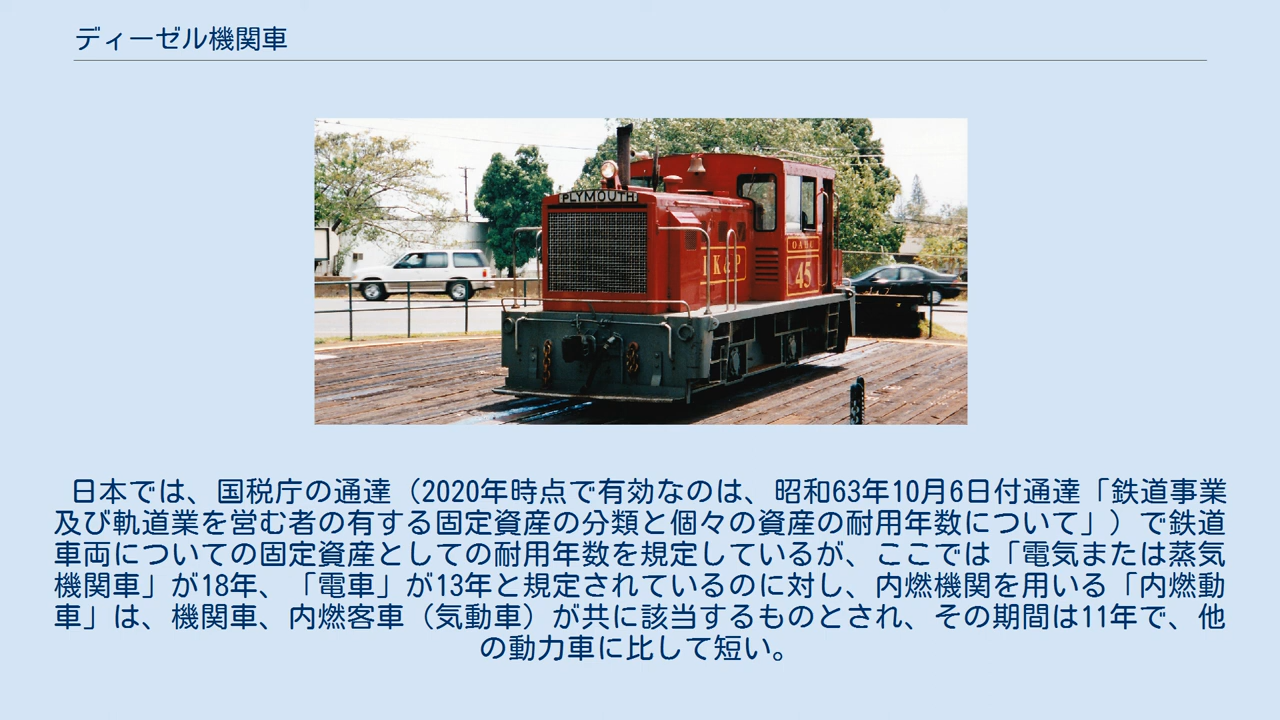 ディーゼル機関車
PLYMOUTH
OAHU
45
日本では、国税庁の通達（2020年時点で有効なのは、昭和63年10月6日付通達「鉄道事業
及び軌道業を営む者の有する固定資産の分類と個々の資産の耐用年数について」）で鉄道
車両についての固定資産としての耐用年数を規定しているが、ここでは「電気または蒸気
機関車」が18年、「電車」が13年と規定されているのに対し、内燃機関を用いる「内燃動
車」は、機関車、内燃客車（気動車）が共に該当するものとされ、その期間は11年で、他
の動力車に比して短い。